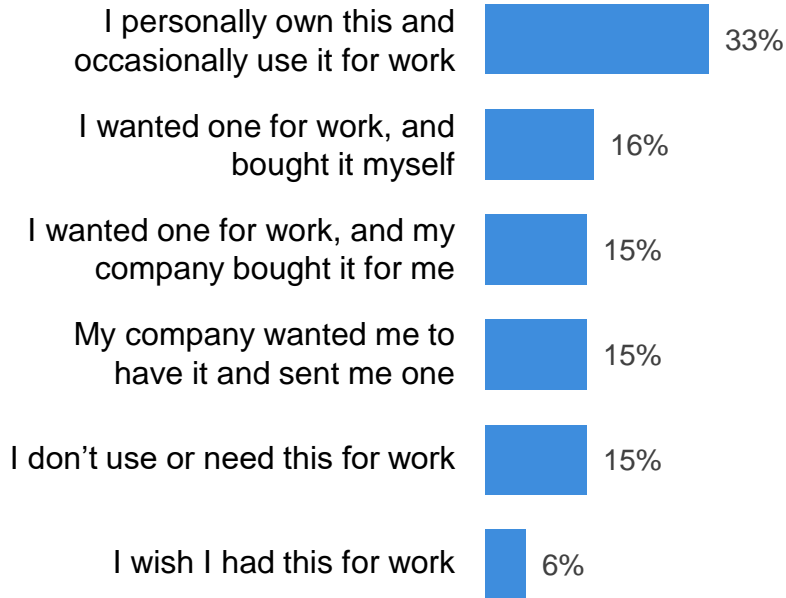 I personally own this and
occasionally use it for work
33%
I wanted one for work, and
bought it myself
16%
I wanted one for work, and my
company bought it for me
15%
My company wanted me to
have it and sent me one
15%
I don’t use or need this for work
15%
I wish I had this for work
6%